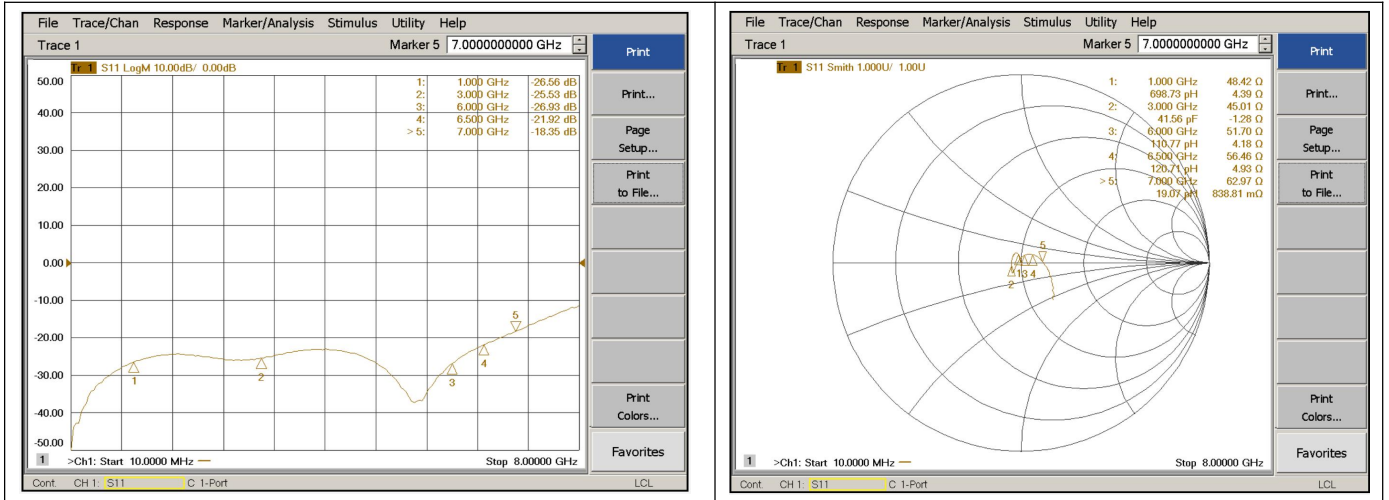 File Trace/Chan Response Marker/Analysis Stimulus Utility Help
Trace 1 Marker 5 7.0000000000 GHz
Tr 1 S11 LogM 10.00dB/ 0.00dB
1: 1.000 GHz -26.56 dB
2: 3.000 GHz -25.53 dB
3: 6.000 GHz -26.93 dB
4: 6.500 GHz -21.92 dB
> 5: 7.000 GHz -18.35 dB
50.00
40.00
30.00
20.00
10.00
0.00
-10.00
-20.00
-30.00
-40.00
-50.00
1
2
3
4
5
1 >Ch1: Start 10.0000 MHz Stop 8.00000 GHz
Cont. CH 1: S11 C 1-Port LCL
Print
Print...
Page
Setup...
Print
to File...
Print
Colors...
Favorites
File Trace/Chan Response Marker/Analysis Stimulus Utility Help
Trace 1 Marker 5 7.0000000000 GHz
Tr 1 S11 Smith 1.000U/ 1.00U
1: 1.000 GHz 48.42 Ω
698.73 pH 4.39 Ω
2: 3.000 GHz 45.01 Ω
41.56 pF -1.28 Ω
3: 6.000 GHz 51.70 Ω
110.77 pH 4.18 Ω
4: 6.500 GHz 56.46 Ω
120.71 pH 4.93 Ω
> 5: 7.000 GHz 62.97 Ω
19.07 pH 838.81 mΩ
5
1 3 4
2
1 >Ch1: Start 10.0000 MHz Stop 8.00000 GHz
Cont. CH 1: S11 C 1-Port LCL
Print
Print...
Page
Setup...
Print
to File...
Print
Colors...
Favorites